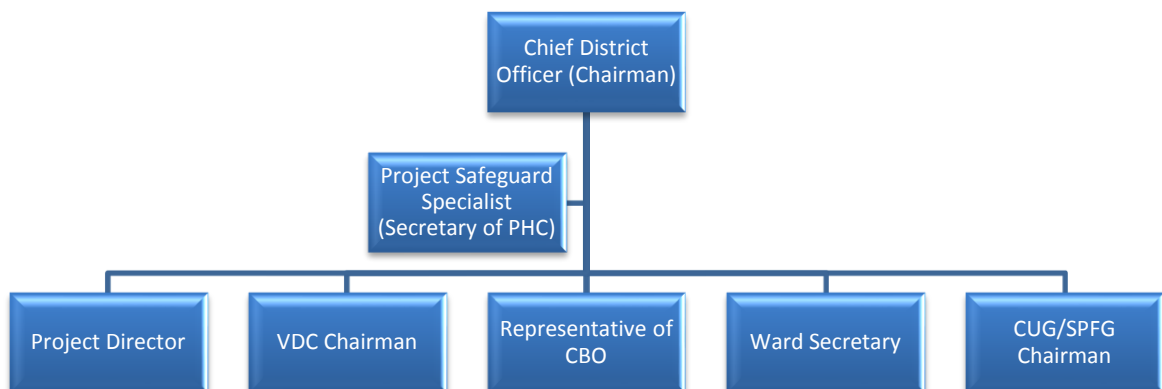 Chief District
Officer (Chairman)
Project Safeguard
Specialist
(Secretary of PHC)
Project Director
VDC Chairman
Representative of
CBO
Ward Secretary
CUG/SPFG
Chairman